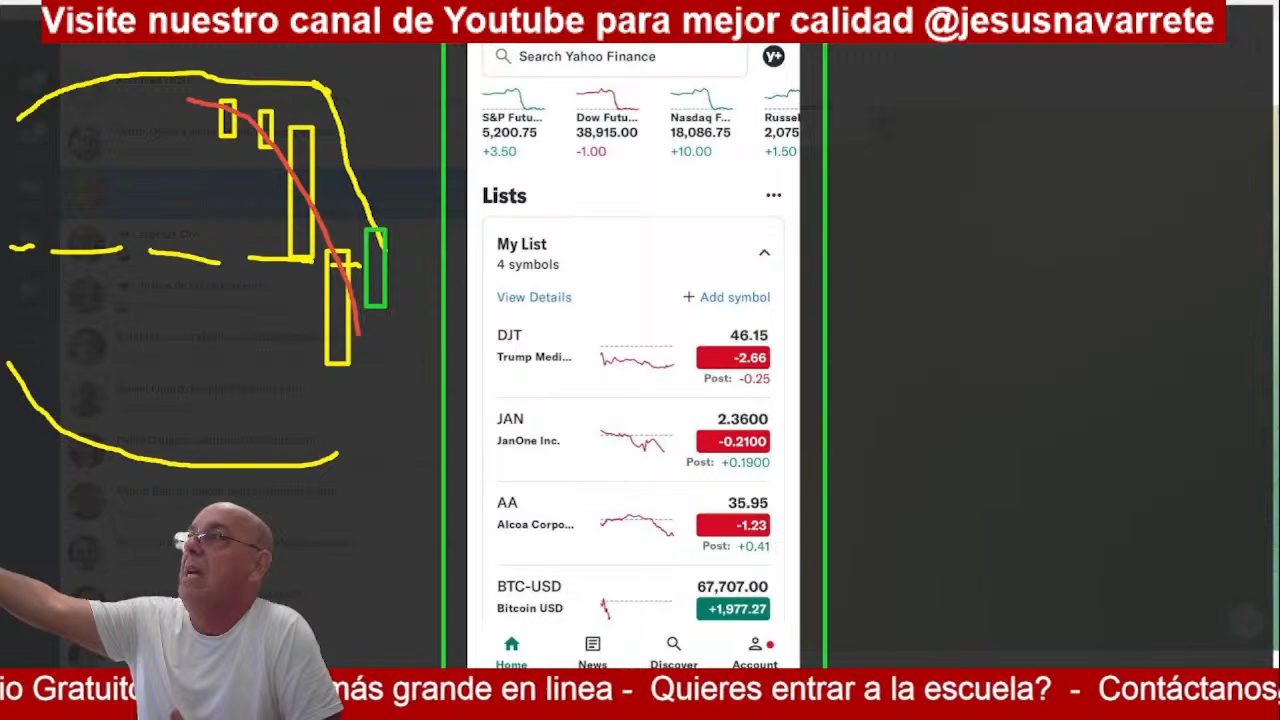 Visite nuestro canal de Youtube para mejor calidad @jesusnavarrete
Search Yahoo Finance
y+
S&P Futu... Dow Futu... Nasdaq F... Russel
5,200.75 38,915.00 18,086.75 2,075
+3.50 -1.00 +10.00 +1.50
Lists
My List
4 symbols
View Details + Add symbol
DJT 46.15
Trump Medi... -2.66
Post: -0.25
JAN 2.3600
JanOne Inc. -0.2100
Post: +0.1900
AA 35.95
Alcoa Corpo... -1.23
Post: +0.41
BTC-USD 67,707.00
Bitcoin USD +1,977.27
Home News Discover Account
io Gratuito más grande en linea - Quieres entrar a la escuela? - Contáctanos